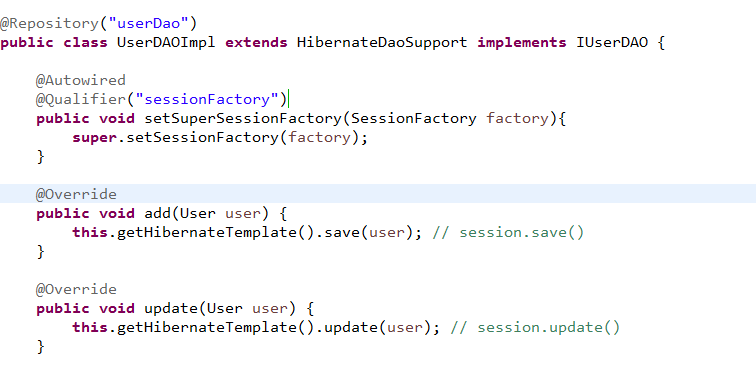 @Repository("userDao")
public class UserDAOImpl extends HibernateDaoSupport implements IUserDAO {
@Autowired
@Qualifier("sessionFactory")
public void setSuperSessionFactory(SessionFactory factory){
super.setSessionFactory(factory);
}
@Override
public void add(User user) {
this.getHibernateTemplate().save(user); // session.save()
}
@Override
public void update(User user) {
this.getHibernateTemplate().update(user); // session.update()
}